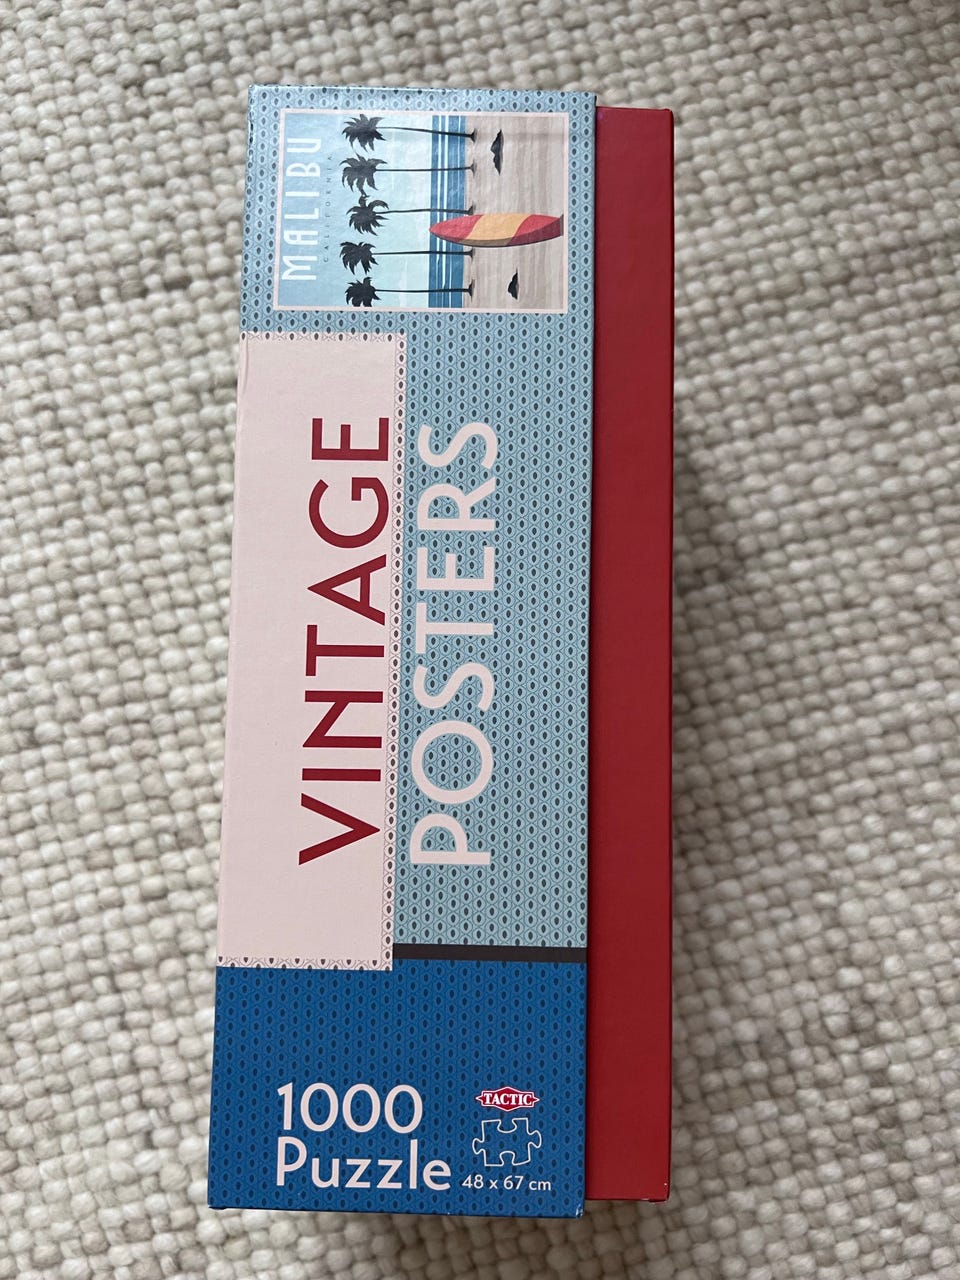 MALIBU
CALIFORNIA
VINTAGE
POSTERS
1000
Puzzle
TACTIC
48 x 67 cm